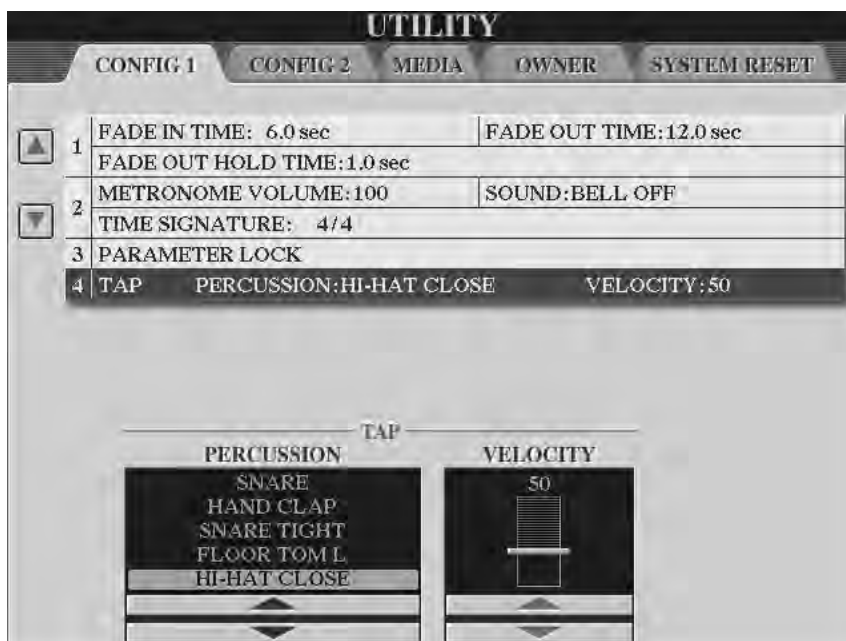 UTILITY
CONFIG 1 CONFIG 2 MEDIA OWNER SYSTEM RESET
1 FADE IN TIME: 6.0 sec FADE OUT TIME:12.0 sec
FADE OUT HOLD TIME:1.0 sec
2 METRONOME VOLUME:100 SOUND:BELL OFF
TIME SIGNATURE: 4/4
3 PARAMETER LOCK
4 TAP PERCUSSION:HI-HAT CLOSE VELOCITY:50
TAP
PERCUSSION VELOCITY
SNARE 50
HAND CLAP
SNARE TIGHT
FLOOR TOM L
HI-HAT CLOSE